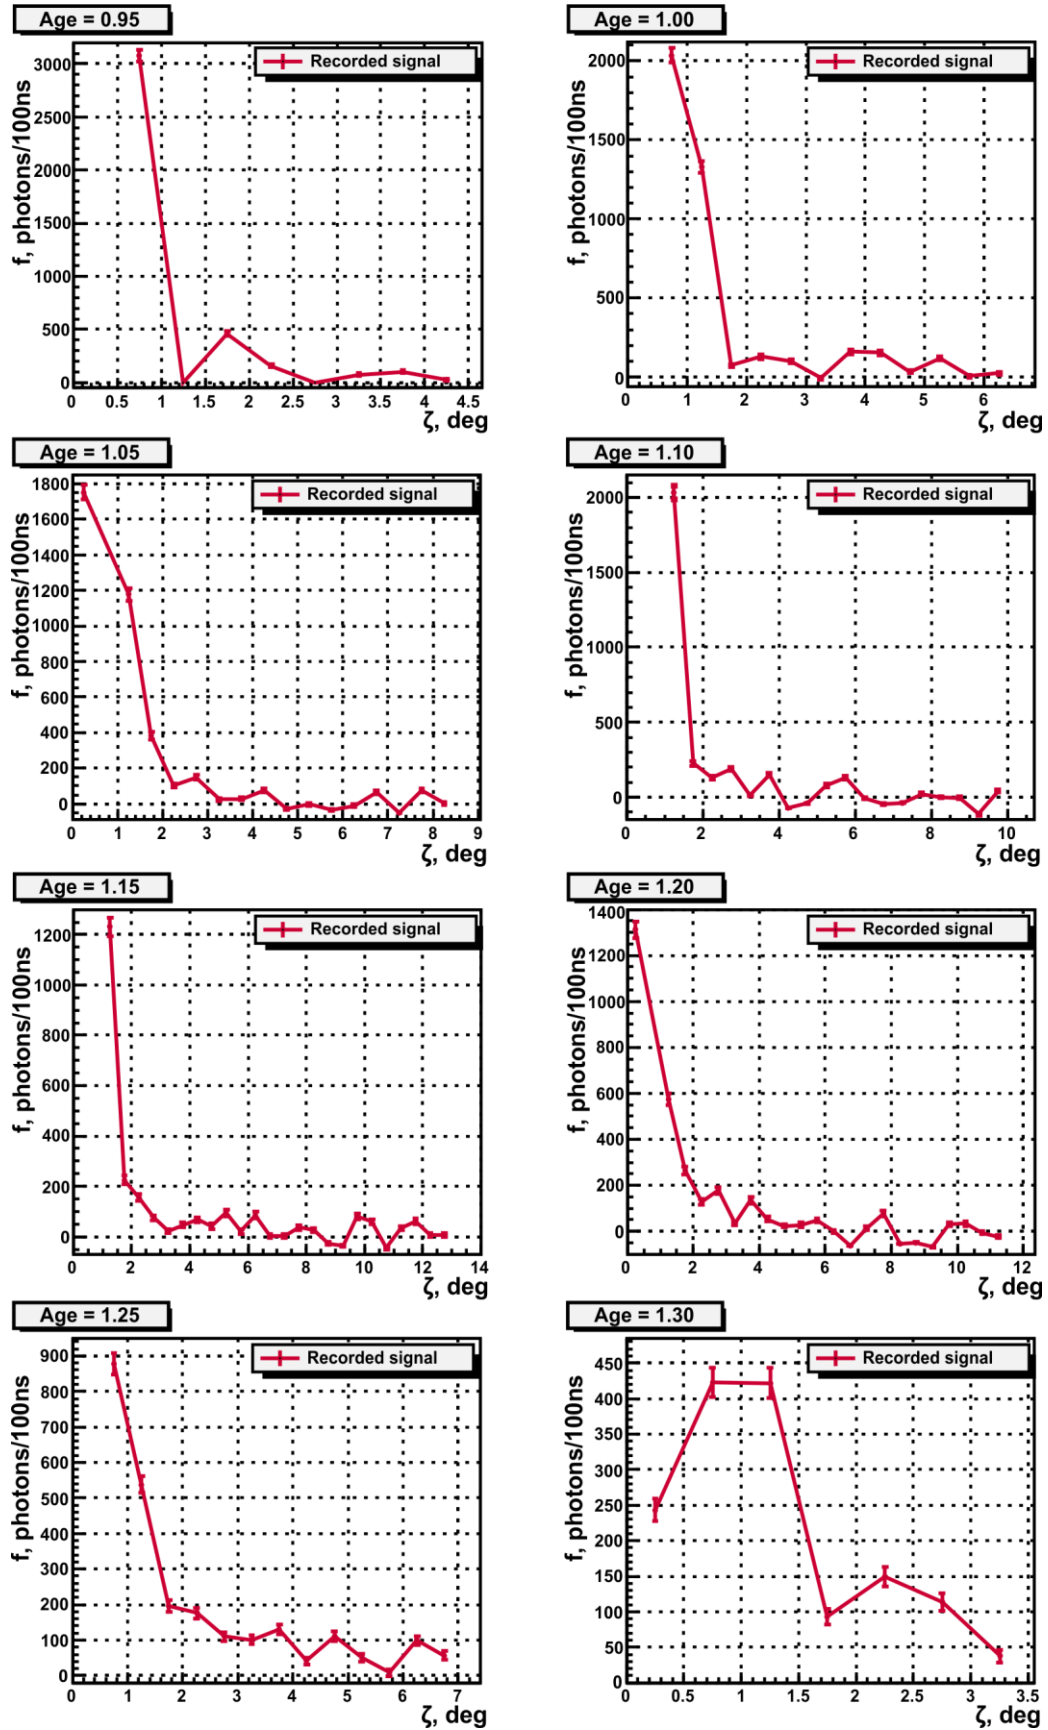 Age = 0.95
Recorded signal
f, photons/100ns
3000
2500
2000
1500
1000
500
0
0 0.5 1 1.5 2 2.5 3 3.5 4 4.5
ζ, deg
Age = 1.00
Recorded signal
f, photons/100ns
2000
1500
1000
500
0
0 1 2 3 4 5 6
ζ, deg
Age = 1.05
Recorded signal
f, photons/100ns
1800
1600
1400
1200
1000
800
600
400
200
0
0 1 2 3 4 5 6 7 8 9
ζ, deg
Age = 1.10
Recorded signal
f, photons/100ns
2000
1500
1000
500
0
0 2 4 6 8 10
ζ, deg
Age = 1.15
Recorded signal
f, photons/100ns
1200
1000
800
600
400
200
0
0 2 4 6 8 10 12 14
ζ, deg
Age = 1.20
Recorded signal
f, photons/100ns
1400
1200
1000
800
600
400
200
0
0 2 4 6 8 10 12
ζ, deg
Age = 1.25
Recorded signal
f, photons/100ns
900
800
700
600
500
400
300
200
100
0
0 1 2 3 4 5 6 7
ζ, deg
Age = 1.30
Recorded signal
f, photons/100ns
450
400
350
300
250
200
150
100
50
0
0 0.5 1 1.5 2 2.5 3 3.5
ζ, deg